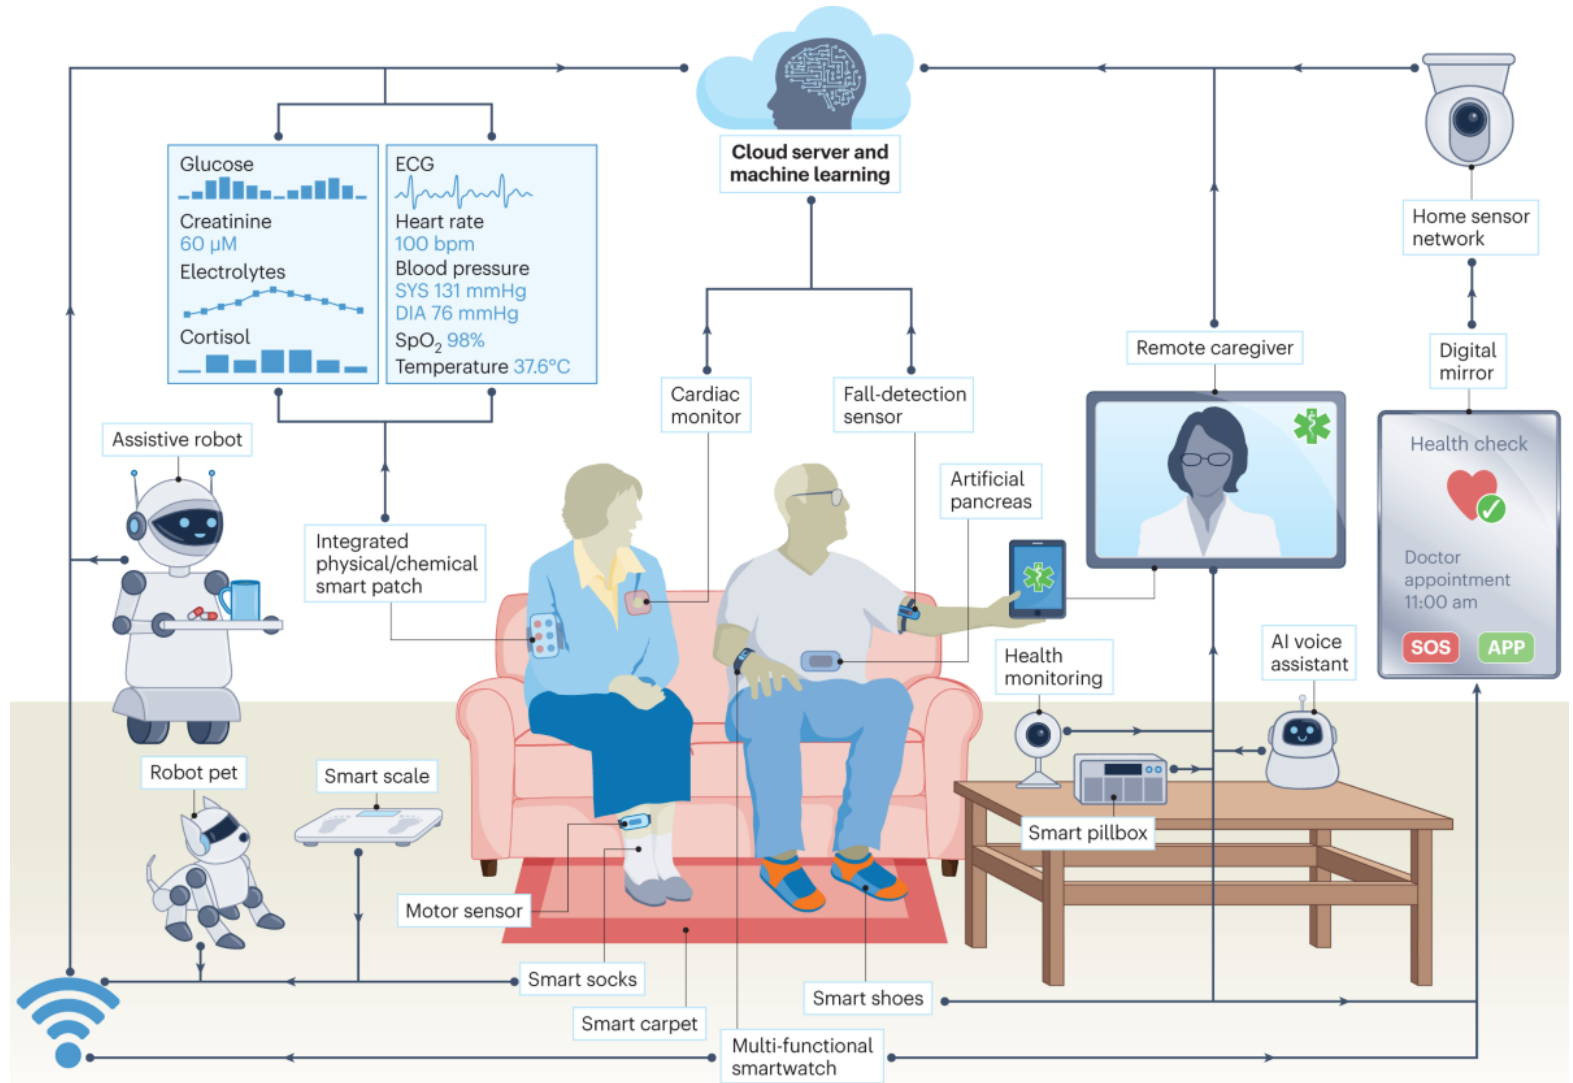 Cloud server and
machine learning
Glucose
Creatinine
60 µM
Electrolytes
Cortisol
ECG
Heart rate
100 bpm
Blood pressure
SYS 131 mmHg
DIA 76 mmHg
SpO₂ 98%
Temperature 37.6°C
Home sensor
network
Remote caregiver
Digital
mirror
Cardiac
monitor
Fall-detection
sensor
Assistive robot
Integrated
physical/chemical
smart patch
Artificial
pancreas
Health check
Doctor
appointment
11:00 am
SOS
APP
Health
monitoring
AI voice
assistant
Robot pet
Smart scale
Smart pillbox
Motor sensor
Smart socks
Smart shoes
Smart carpet
Multi-functional
smartwatch